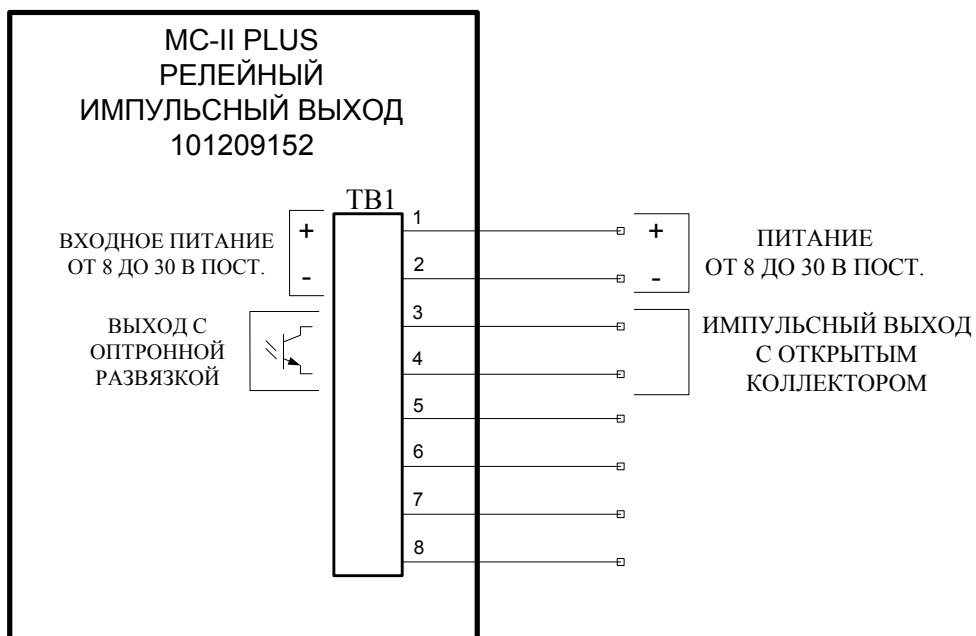 MC-II PLUS
РЕЛЕЙНЫЙ
ИМПУЛЬСНЫЙ ВЫХОД
101209152
TB1
ВХОДНОЕ ПИТАНИЕ
ОТ 8 ДО 30 В ПОСТ.
+
-
ВЫХОД С
ОПТРОННОЙ
РАЗВЯЗКОЙ
1
2
3
4
5
6
7
8
+
-
ПИТАНИЕ
ОТ 8 ДО 30 В ПОСТ.
ИМПУЛЬСНЫЙ ВЫХОД
С ОТКРЫТЫМ
КОЛЛЕКТОРОМ